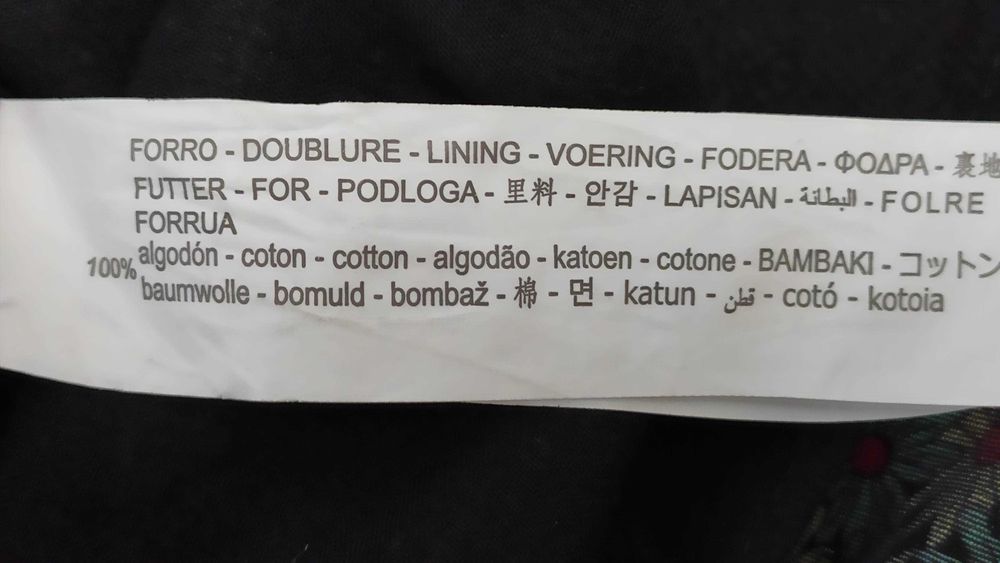 FORRO - DOUBLURE - LINING - VOERING - FODERA - ΦΟΔΡΑ - 裏地
FUTTER - FOR - PODLOGA - 里料 - 안감 - LAPISAN - البطانة - FOLRE
FORRUA
100% algodón - coton - cotton - algodão - katoen - cotone - BAMBAKI - コットン
baumwolle - bomuld - bombaž - 棉 - 면 - katun - قطن - cotó - kotoia